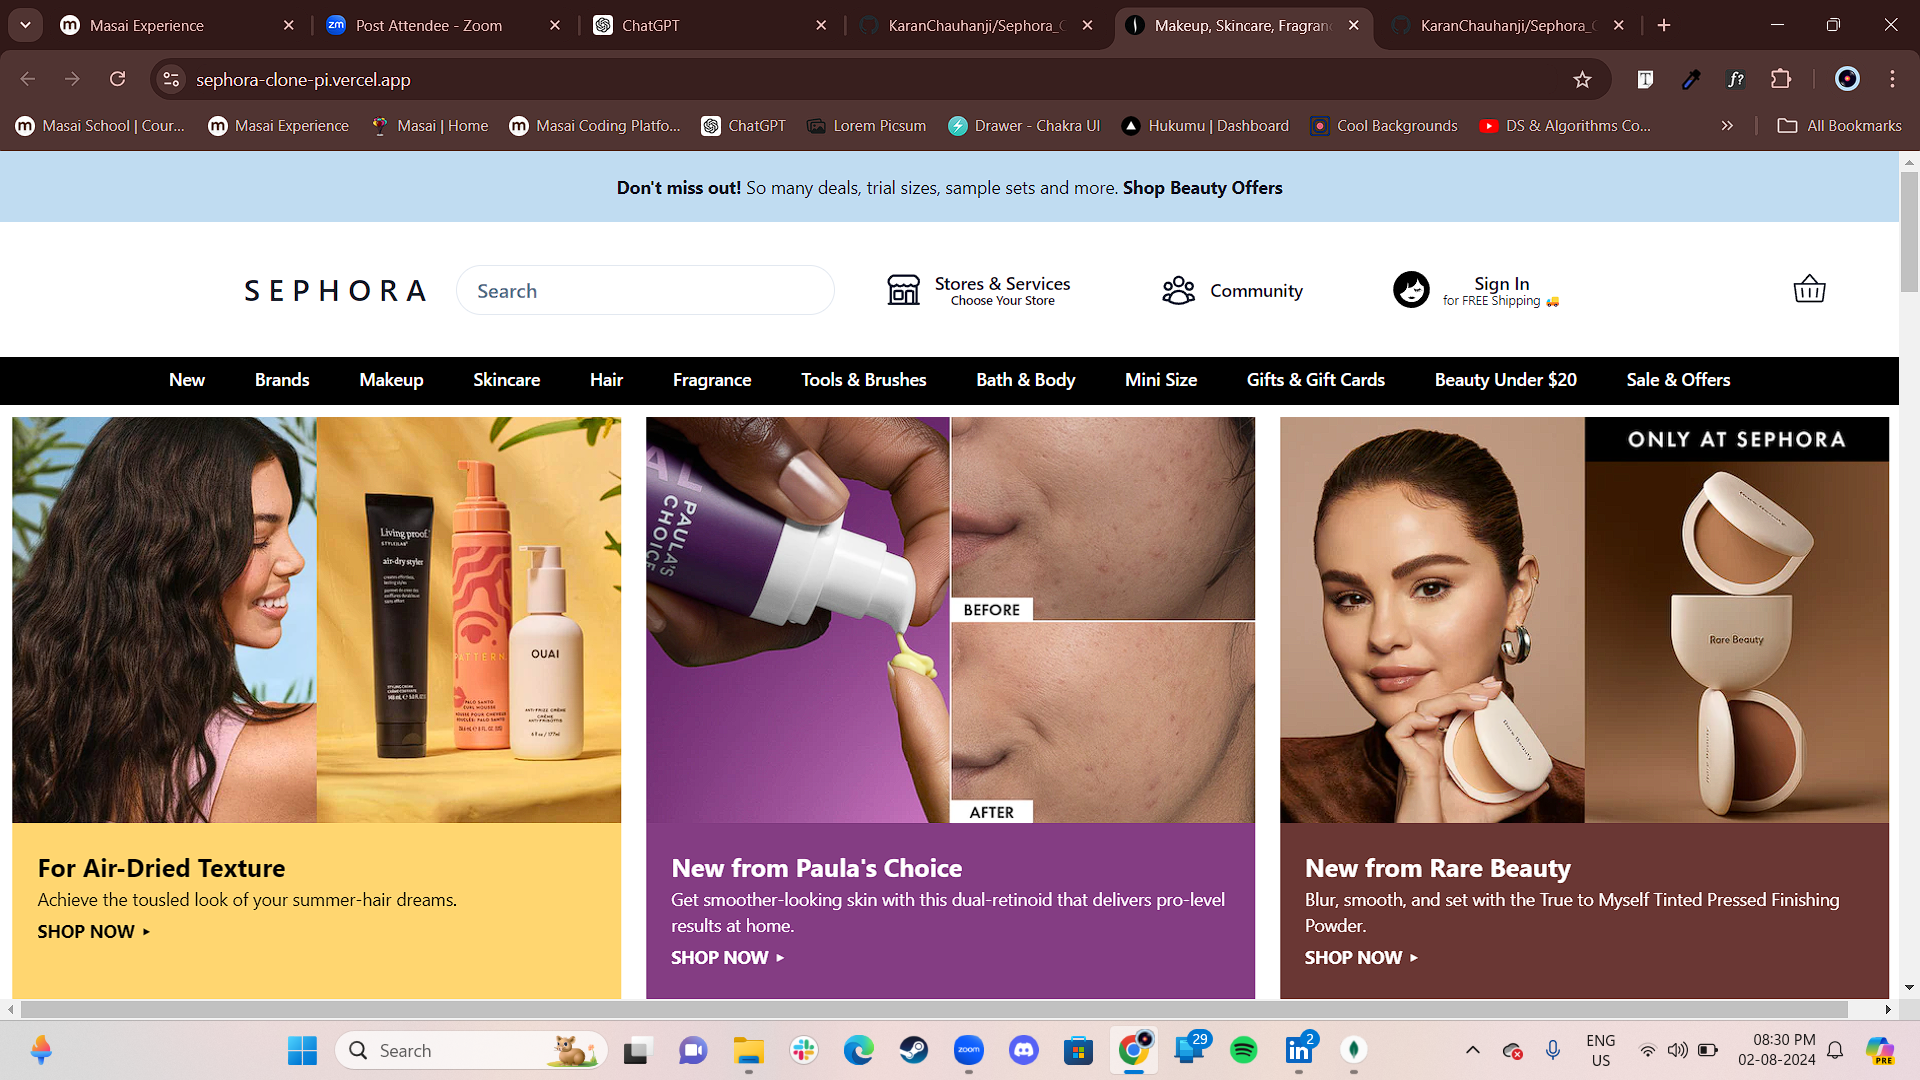 Masai Experience
Post Attendee - Zoom
ChatGPT
KaranChauhanji/Sephora_C
Makeup, Skincare, Fragran
KaranChauhanji/Sephora_C
sephora-clone-pi.vercel.app
Masai School | Cour...
Masai Experience
Masai | Home
Masai Coding Platfo...
ChatGPT
Lorem Picsum
Drawer - Chakra UI
Hukumu | Dashboard
Cool Backgrounds
DS & Algorithms Co...
All Bookmarks
Don't miss out! So many deals, trial sizes, sample sets and more. Shop Beauty Offers
SEPHORA
Search
Stores & Services
Choose Your Store
Community
Sign In
for FREE Shipping 🚚
New Brands Makeup Skincare Hair Fragrance Tools & Brushes Bath & Body Mini Size Gifts & Gift Cards Beauty Under $20 Sale & Offers
Living proof.
air-dry styler
PATTERN
OUAI
PAULA'S
CHOICE
BEFORE
AFTER
ONLY AT SEPHORA
Rare Beauty
Rare Beauty
For Air-Dried Texture
Achieve the tousled look of your summer-hair dreams.
SHOP NOW ▸
New from Paula's Choice
Get smoother-looking skin with this dual-retinoid that delivers pro-level
results at home.
SHOP NOW ▸
New from Rare Beauty
Blur, smooth, and set with the True to Myself Tinted Pressed Finishing
Powder.
SHOP NOW ▸
Search
zoom
29
2
ENG
US
08:30 PM
02-08-2024
PRE